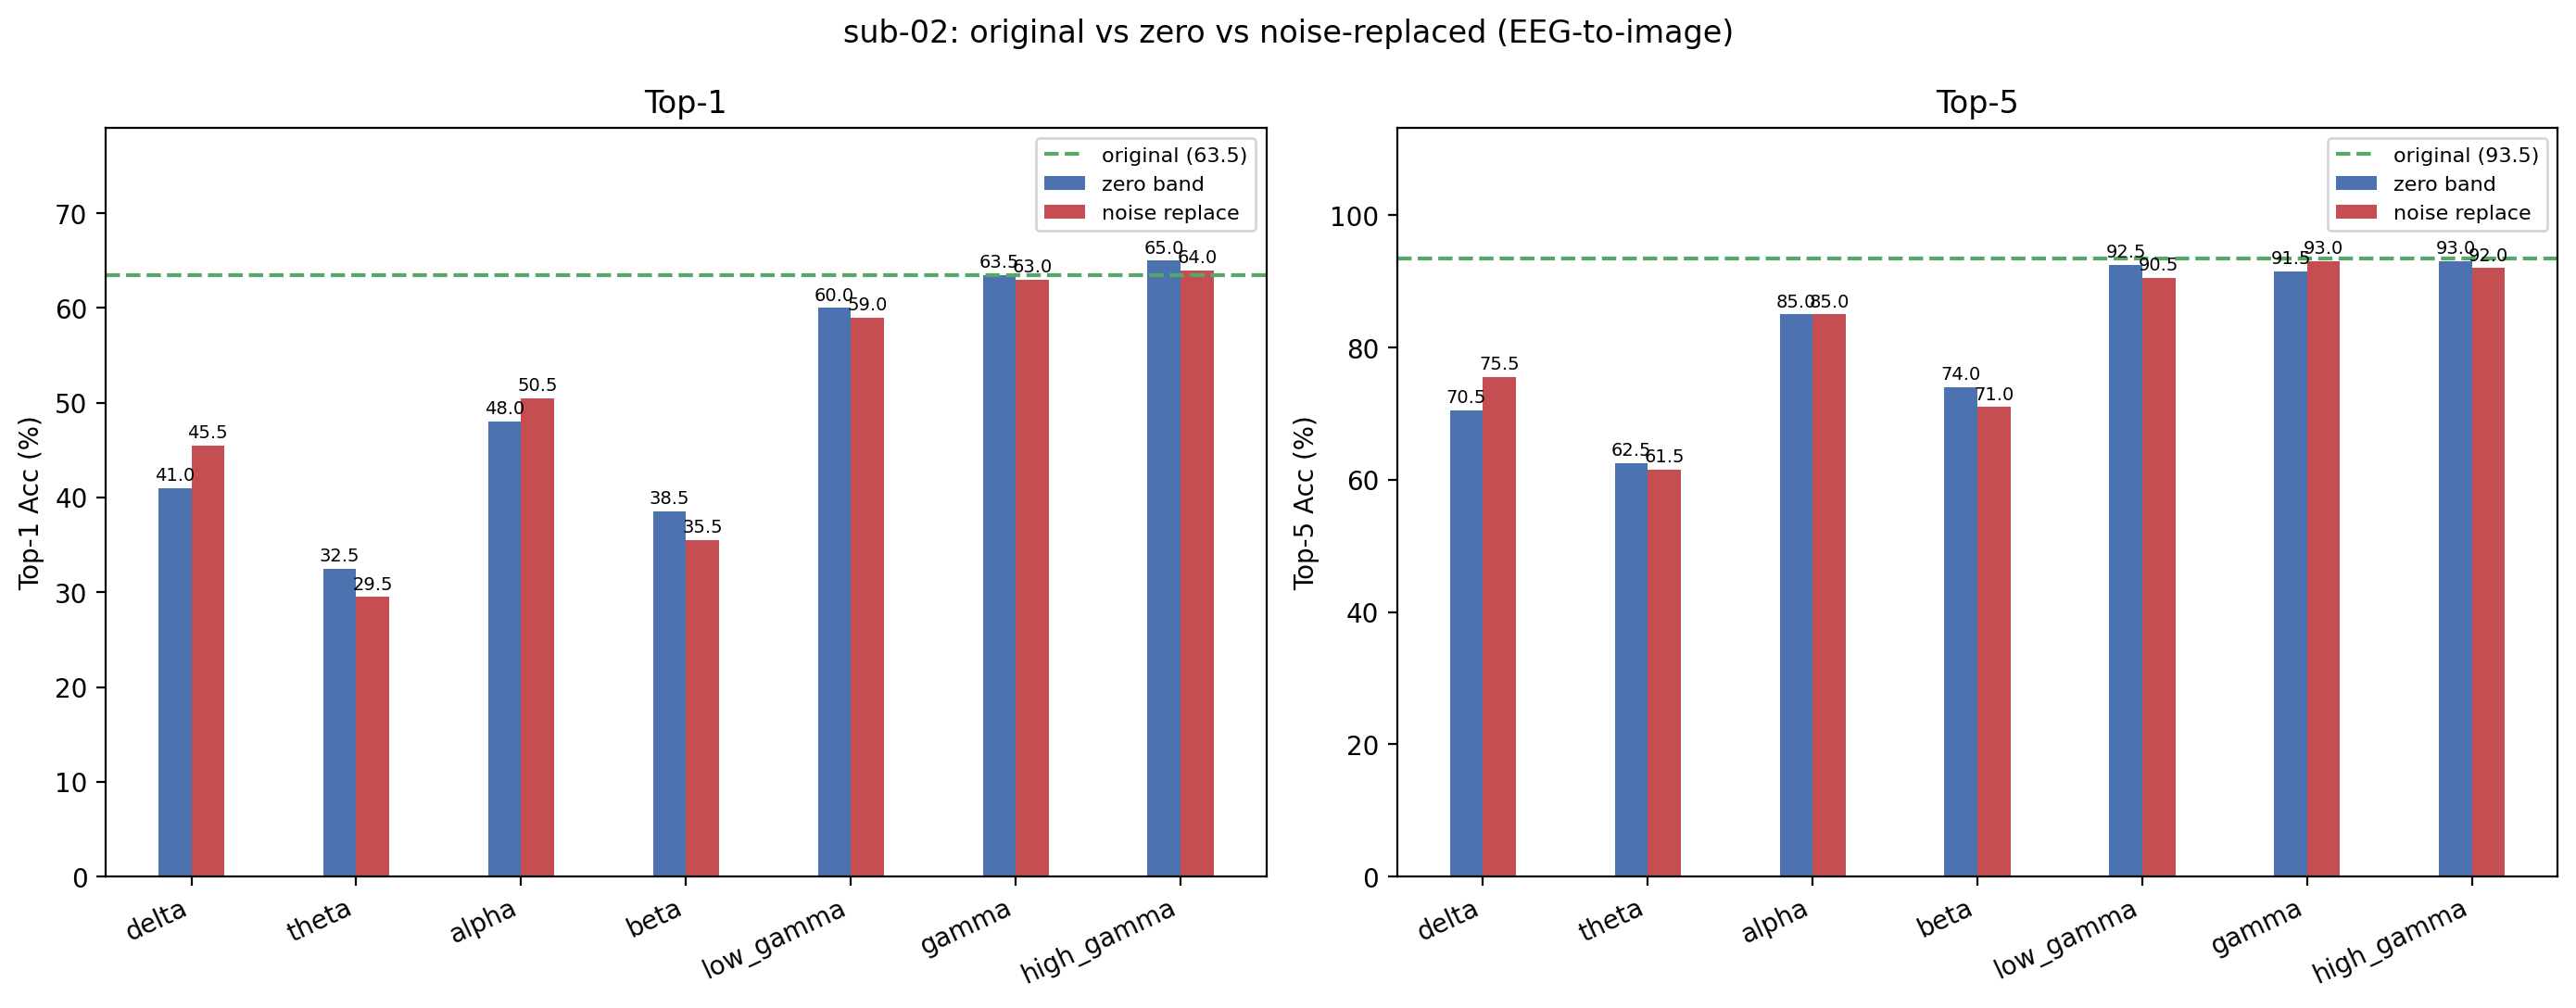 sub-02: original vs zero vs noise-replaced (EEG-to-image)
Top-1
original (63.5)
zero band
noise replace
Top-1 Acc (%)
70
60
50
40
30
20
10
0
41.0
45.5
32.5
29.5
48.0
50.5
38.5
35.5
60.0
59.0
63.5
63.0
65.0
64.0
delta
theta
alpha
beta
low_gamma
gamma
high_gamma
Top-5
original (93.5)
zero band
noise replace
Top-5 Acc (%)
100
80
60
40
20
0
70.5
75.5
62.5
61.5
85.0
85.0
74.0
71.0
92.5
90.5
91.5
93.0
93.0
92.0
delta
theta
alpha
beta
low_gamma
gamma
high_gamma